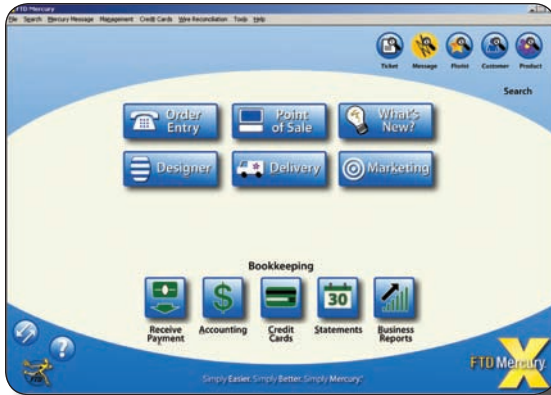 FTD Mercury
File Search Mercury Message Management Credit Cards Wire Reconciliation Tools Help
Ticket Message Florist Customer Product
Search
Order Entry
Point of Sale
What's New?
Designer
Delivery
Marketing
Bookkeeping
30
Receive Payment
Accounting
Credit Cards
Statements
Business Reports
?
FTD
Simply Easier. Simply Better. Simply Mercury.
FTD Mercury X